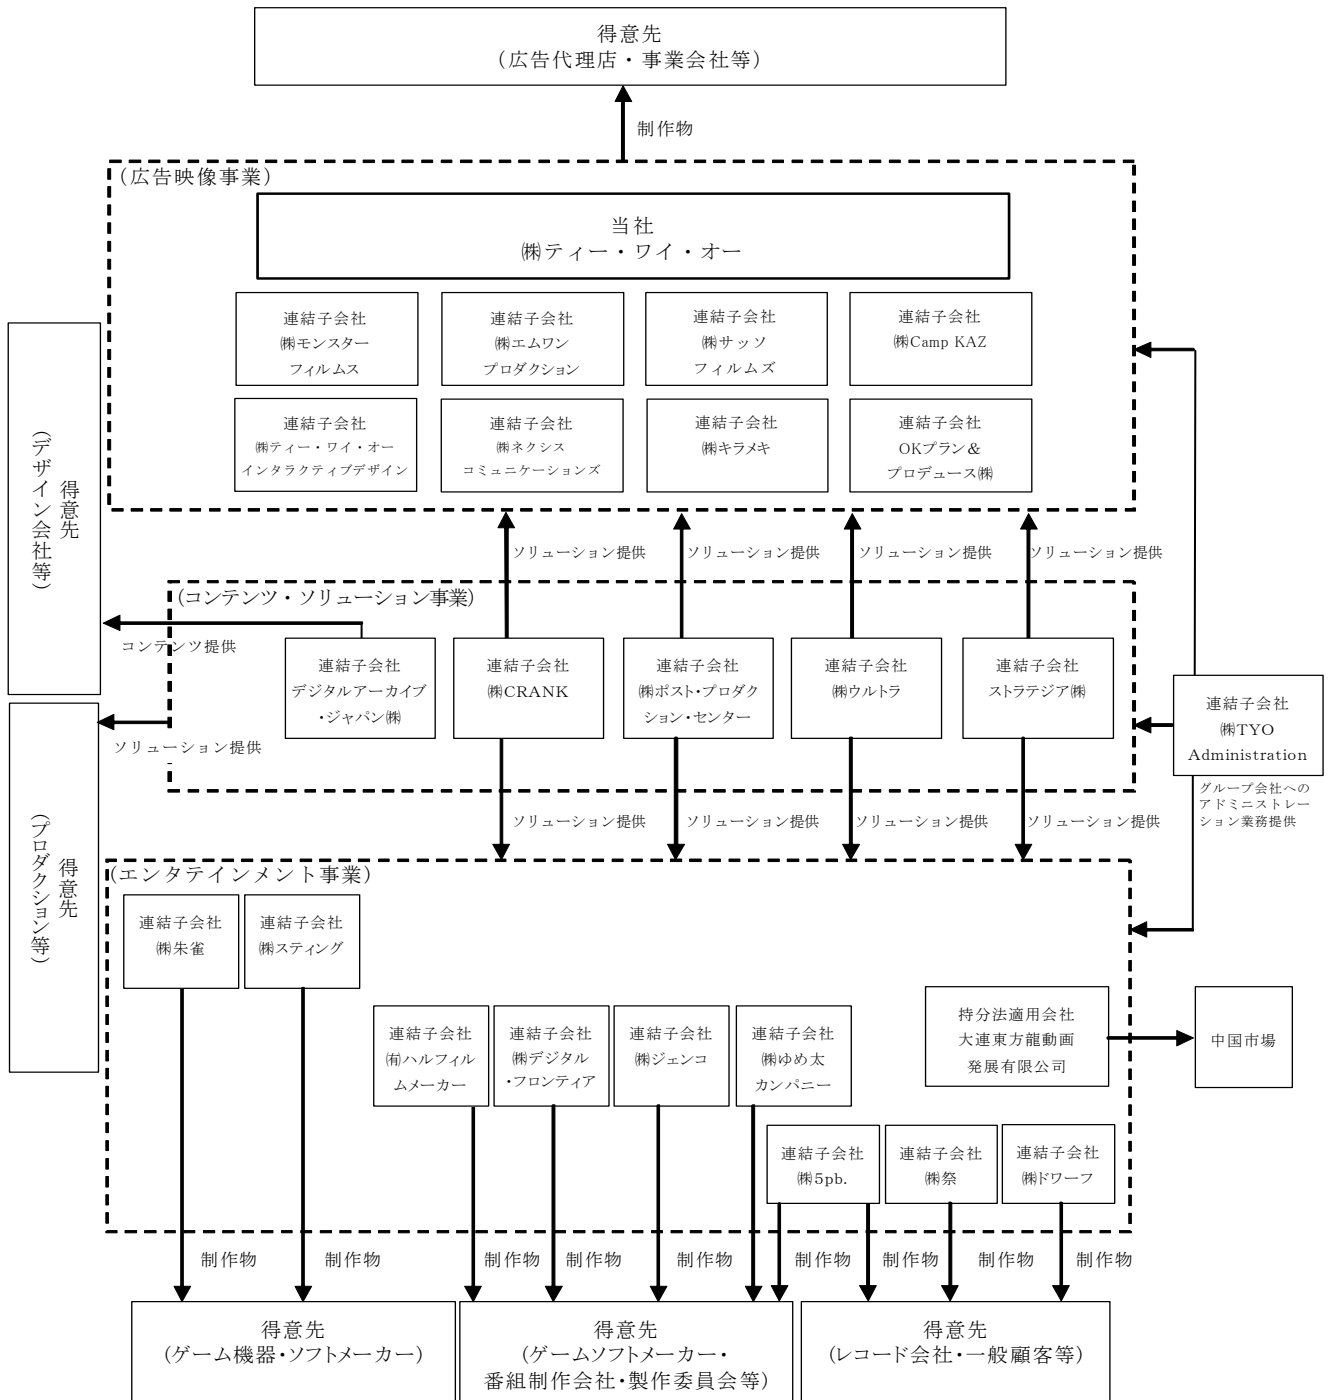 得意先
（広告代理店・事業会社等）
制作物
（広告映像事業）
当社
㈱ティー・ワイ・オー
連結子会社
㈱モンスター
フィルムス
連結子会社
㈱エムワン
プロダクション
連結子会社
㈱サッソ
フィルムズ
連結子会社
㈱Camp KAZ
連結子会社
㈱ティー・ワイ・オー
インタラクティブデザイン
連結子会社
㈱ネクシス
コミュニケーションズ
連結子会社
㈱キラメキ
連結子会社
OKプラン＆
プロデュース㈱
得意先
（デザイン会社等）
ソリューション提供
ソリューション提供
ソリューション提供
ソリューション提供
（コンテンツ・ソリューション事業）
コンテンツ提供
連結子会社
デジタルアーカイブ
・ジャパン㈱
連結子会社
㈱CRANK
連結子会社
㈱ポスト・プロダク
ション・センター
連結子会社
㈱ウルトラ
連結子会社
ストラテジア㈱
連結子会社
㈱TYO
Administration
グループ会社への
アドミニストレー
ション業務提供
ソリューション提供
得意先
（プロダクション等）
ソリューション提供
ソリューション提供
ソリューション提供
ソリューション提供
（エンタテインメント事業）
連結子会社
㈱朱雀
連結子会社
㈱スティング
連結子会社
㈲ハルフィル
ムメーカー
連結子会社
㈱デジタル
・フロンティア
連結子会社
㈱ジェンコ
連結子会社
㈱ゆめ太
カンパニー
持分法適用会社
大連東方龍動画
発展有限公司
中国市場
連結子会社
㈱5pb.
連結子会社
㈱祭
連結子会社
㈱ドワーフ
制作物
制作物
制作物
制作物
制作物
制作物
制作物
制作物
制作物
得意先
（ゲーム機器・ソフトメーカー）
得意先
（ゲームソフトメーカー・
番組制作会社・製作委員会等）
得意先
（レコード会社・一般顧客等）